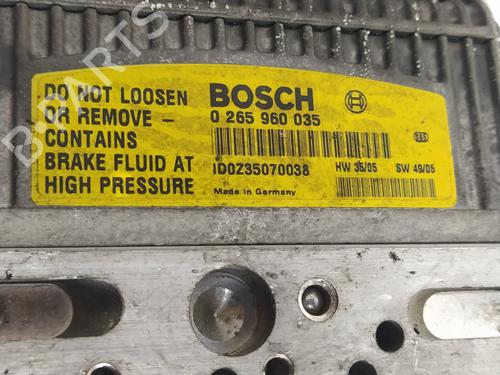 DO NOT LOOSEN
OR REMOVE -
CONTAINS
BRAKE FLUID AT
HIGH PRESSURE
BOSCH
0 265 960 035
ID0Z35070038
HW 35/05 SW 49/05
Made in Germany